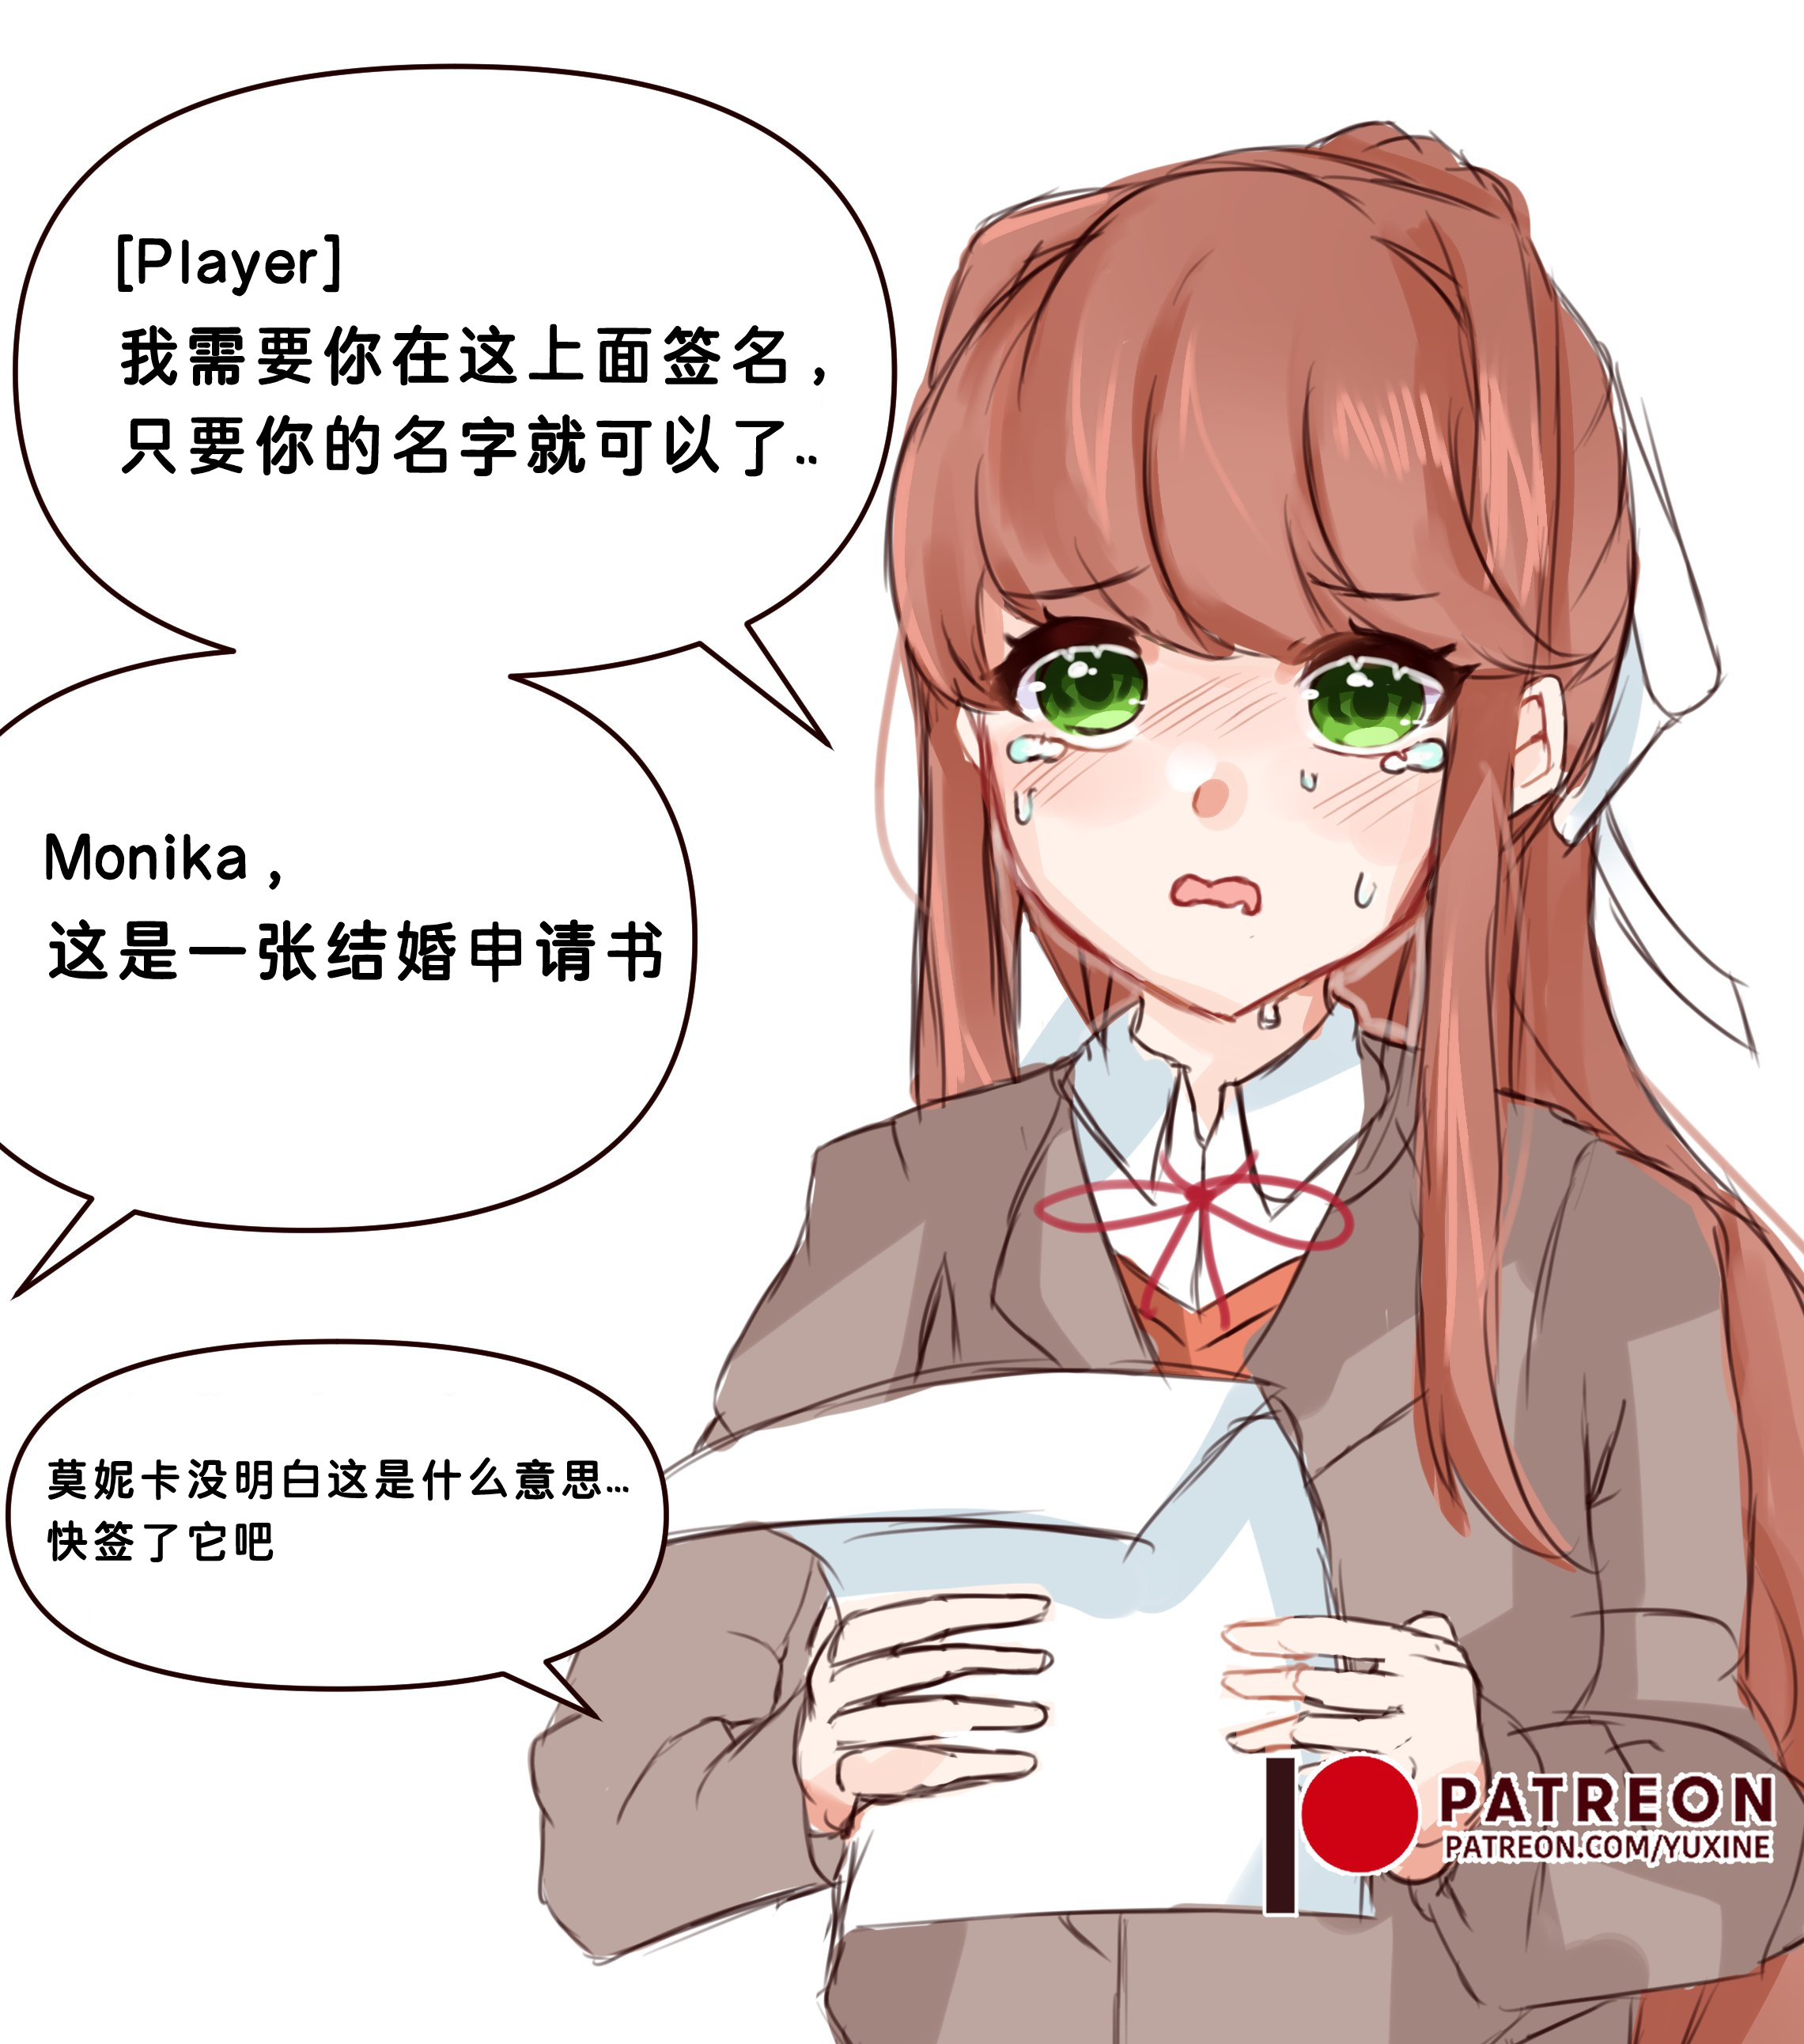 [Player]
我需要你在这上面签名，
只要你的名字就可以了..
Monika，
这是一张结婚申请书
莫妮卡没明白这是什么意思...
快签了它吧
PATREON
PATREON.COM/YUXINE